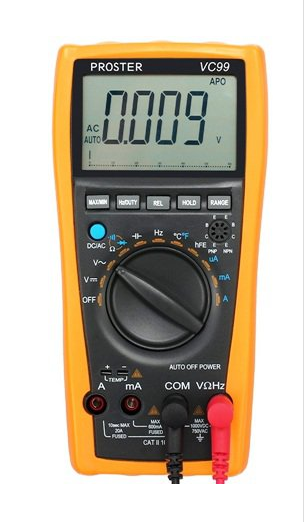 PROSTER VC99
APO
AC
AUTO
0.009 V
MAX/MIN Hz/DUTY REL HOLD RANGE
DC/AC
Ω
Hz
°C°F
hFE
PNP NPN
V~
uA
V⎓
mA
OFF
A
AUTO OFF POWER
+ −
TEMP
A mA COM VΩHz
10sec MAX
20A
FUSED
MAX
600mA
FUSED
MAX
1000VDC
750VAC
CAT II 10